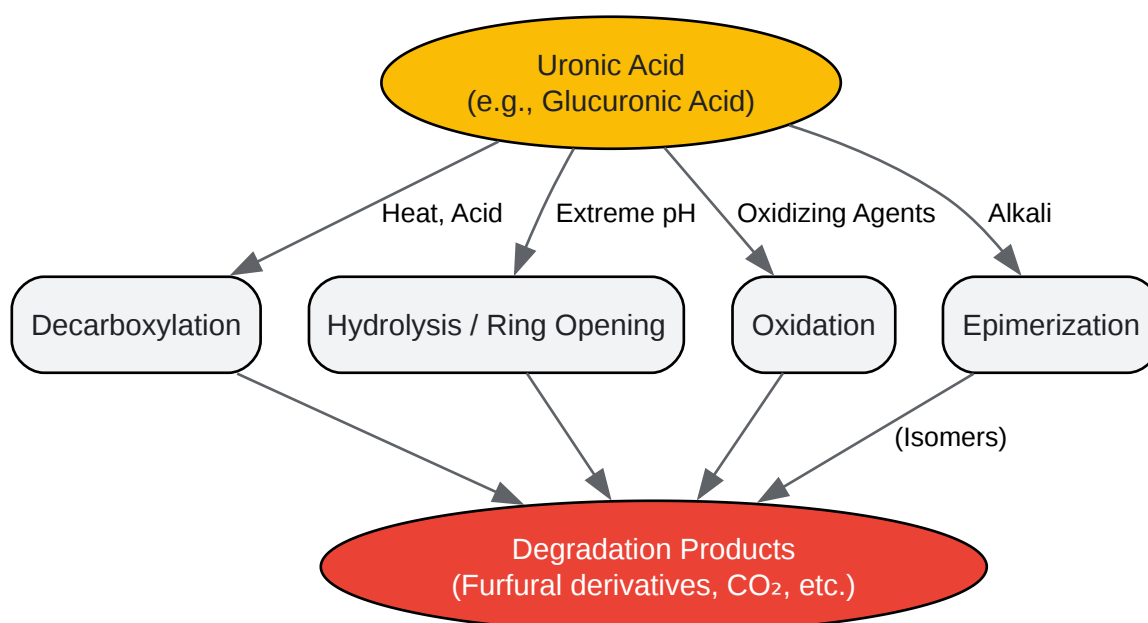 Uronic Acid
(e.g., Glucuronic Acid)
Heat, Acid
Extreme pH
Oxidizing Agents
Alkali
Decarboxylation
Hydrolysis / Ring Opening
Oxidation
Epimerization
(Isomers)
Degradation Products
(Furfural derivatives, CO₂, etc.)